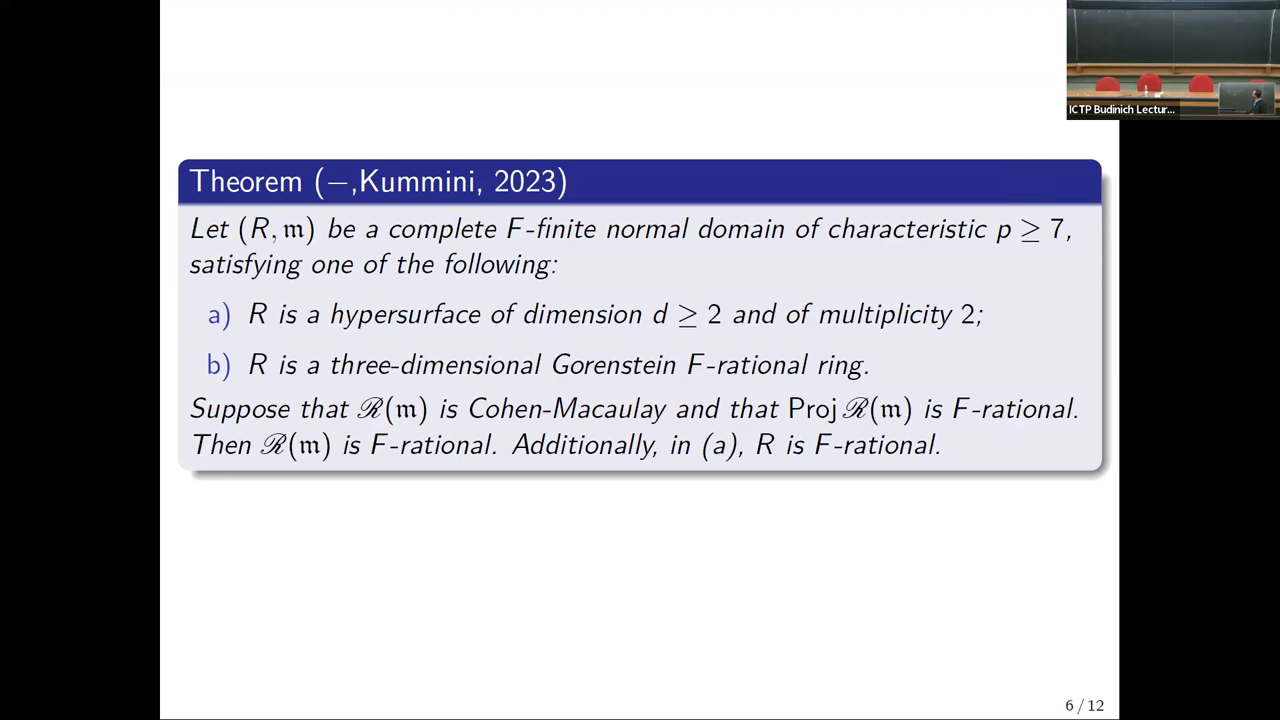 ICTP Budinich Lectur...
Theorem (−,Kummini, 2023)
Let (R, 𝔪) be a complete F-finite normal domain of characteristic p ≥ 7,
satisfying one of the following:
a) R is a hypersurface of dimension d ≥ 2 and of multiplicity 2;
b) R is a three-dimensional Gorenstein F-rational ring.
Suppose that ℛ(𝔪) is Cohen-Macaulay and that Proj ℛ(𝔪) is F-rational.
Then ℛ(𝔪) is F-rational. Additionally, in (a), R is F-rational.
6 / 12